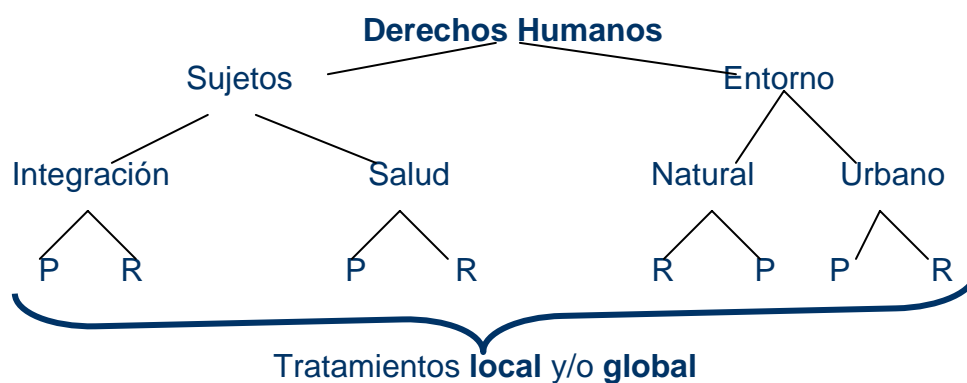 Derechos Humanos
Sujetos Entorno
Integración Salud Natural Urbano
P R P R R P P R
Tratamientos local y/o global